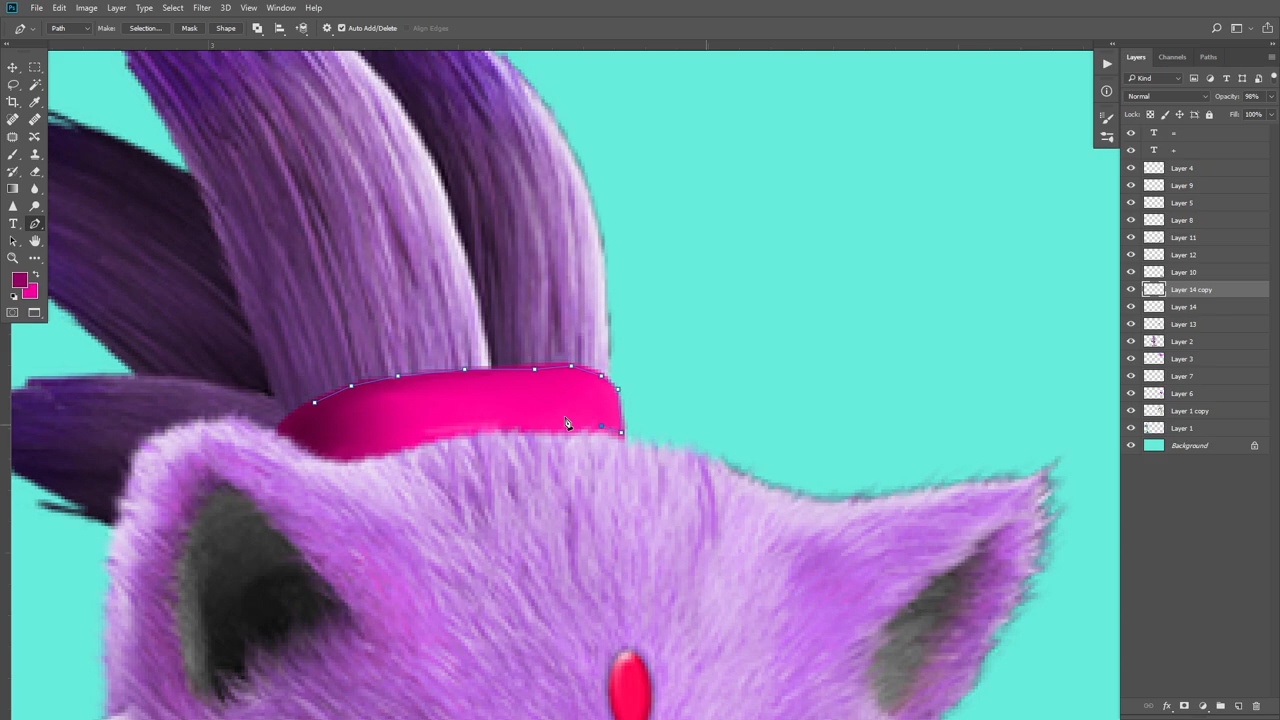 Ps File Edit Image Layer Type Select Filter 3D View Window Help
Path Make: Selection... Mask Shape Auto Add/Delete Align Edges
3
Layers Channels Paths
Kind
Normal Opacity: 98%
Lock: Fill: 100%
T =
T +
Layer 4
Layer 9
Layer 5
Layer 8
Layer 11
Layer 12
Layer 10
Layer 14 copy
Layer 14
Layer 13
Layer 2
Layer 3
Layer 7
Layer 6
Layer 1 copy
Layer 1
Background
fx